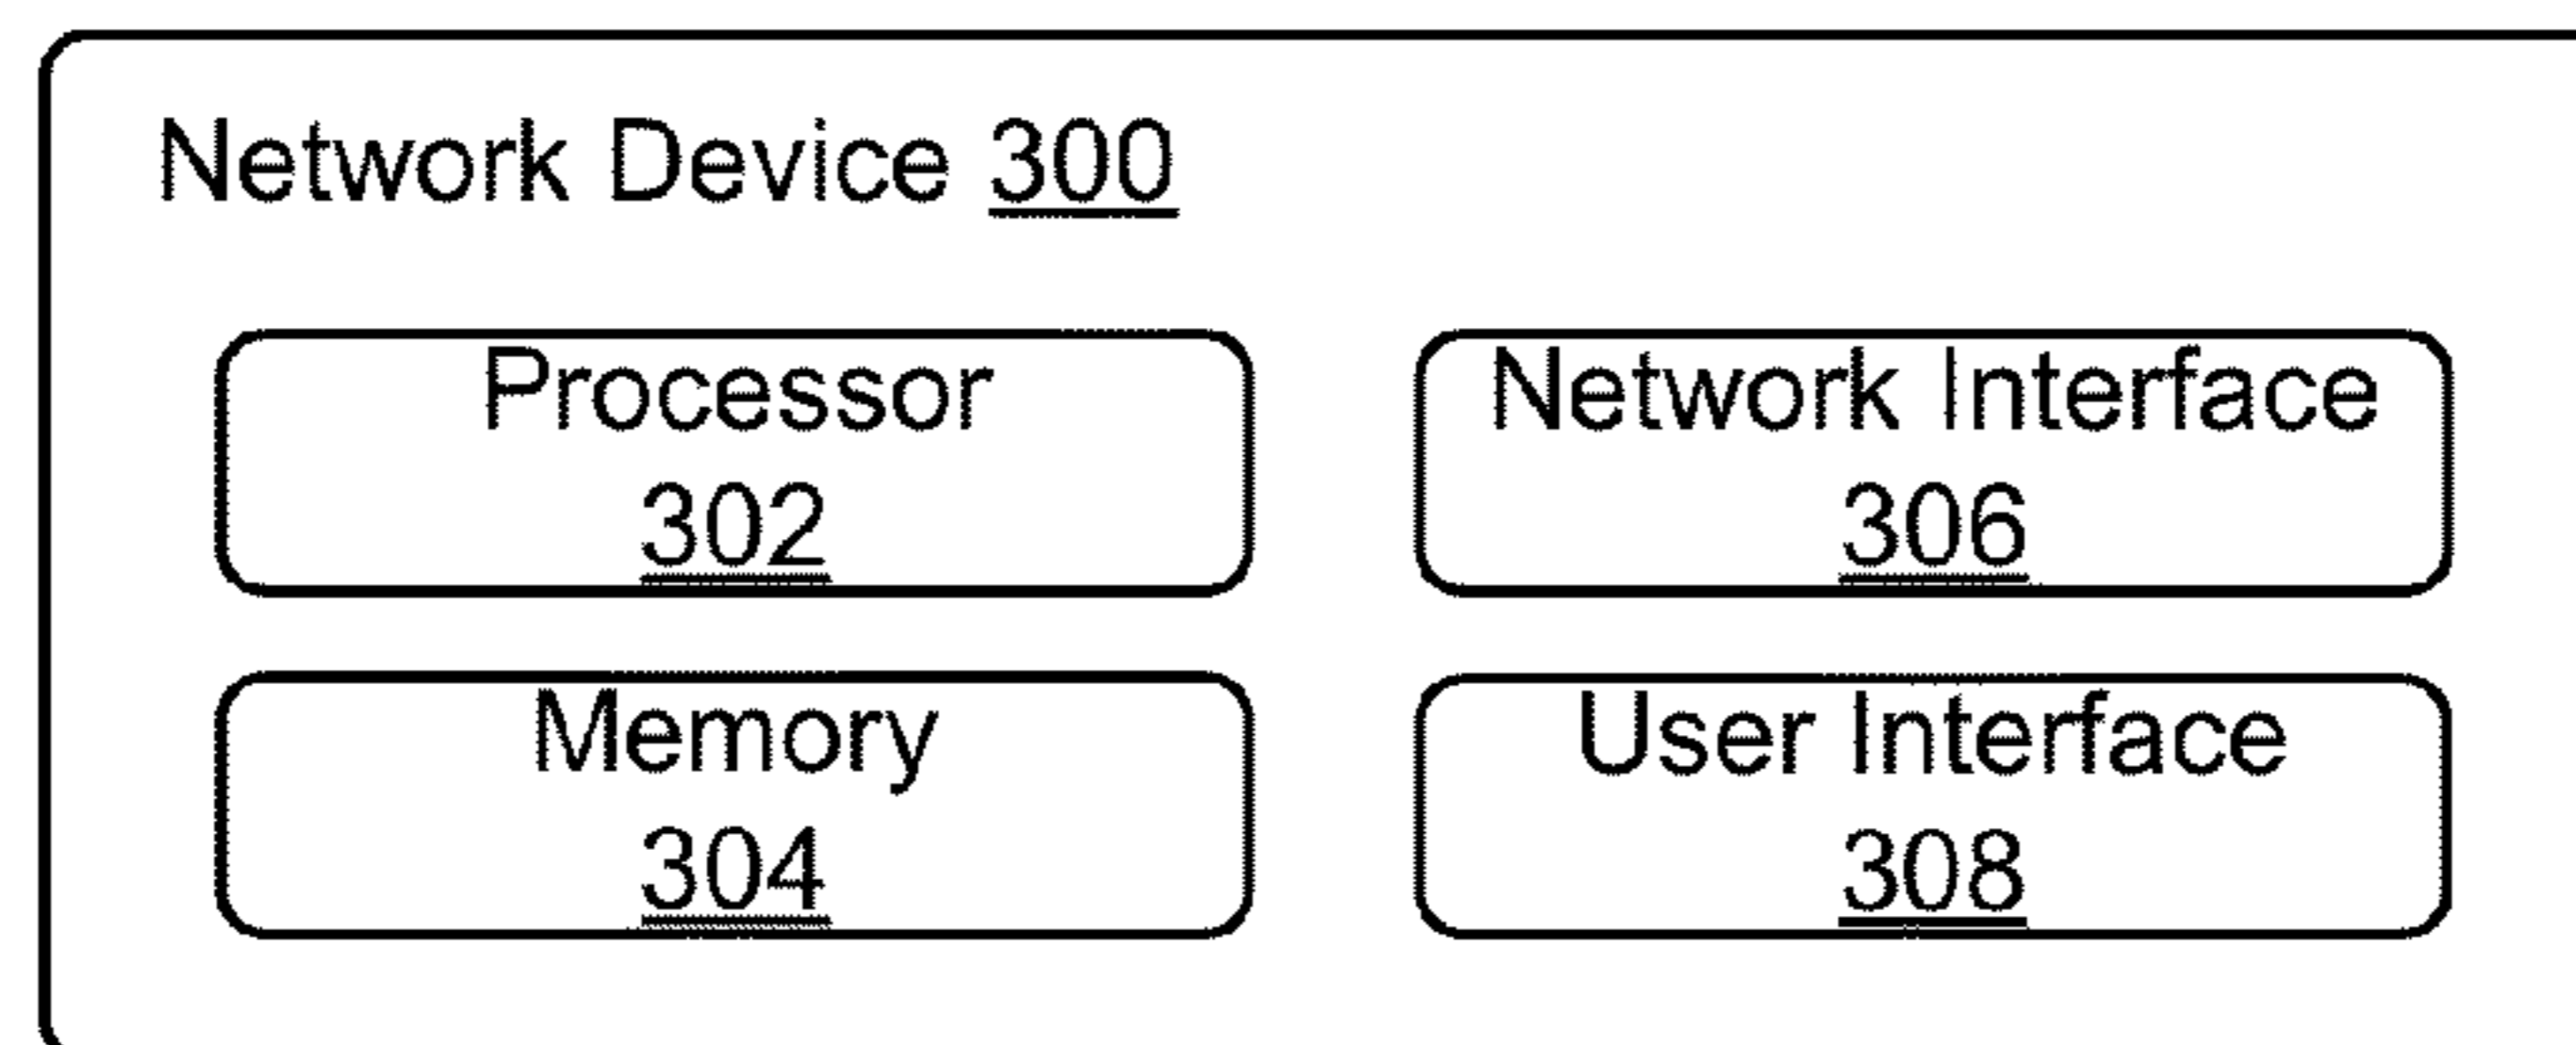 Network Device 300
Processor
302
Network Interface
306
Memory
304
User Interface
308